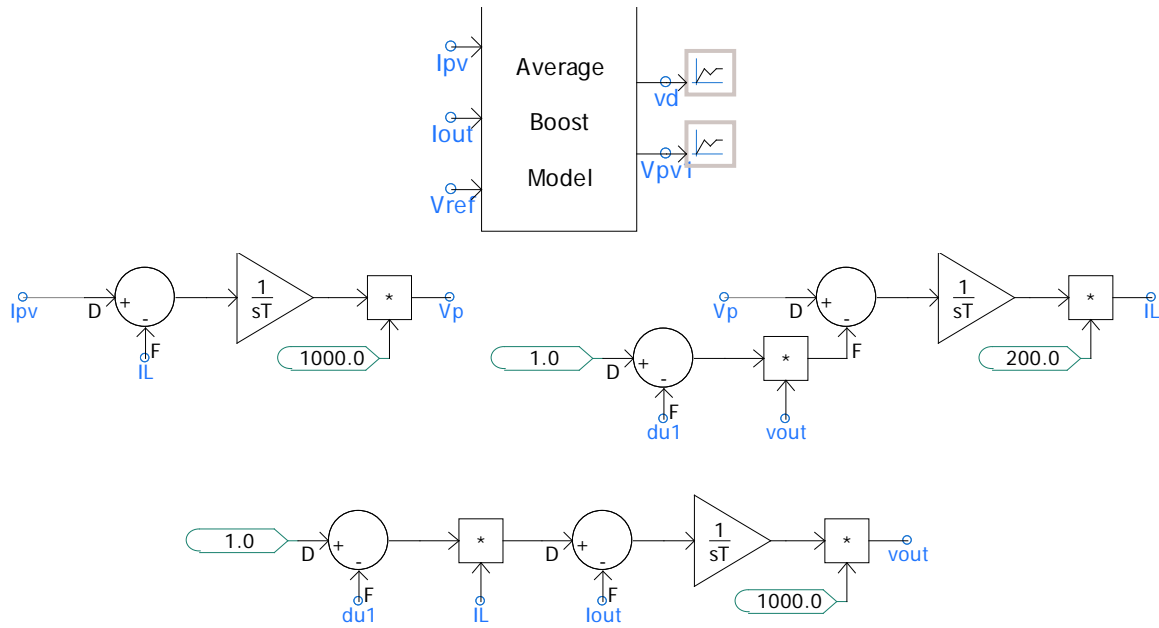 Ipv
Average
vd
Iout
Boost
Vpv1
Model
Vref
Ipv
D
+
-
F
IL
1
sT
*
1000.0
Vp
Vp
D
+
-
F
1
sT
*
200.0
IL
1.0
D
+
-
F
du1
*
vout
1.0
D
+
-
F
du1
*
IL
D
+
-
F
Iout
1
sT
*
1000.0
vout